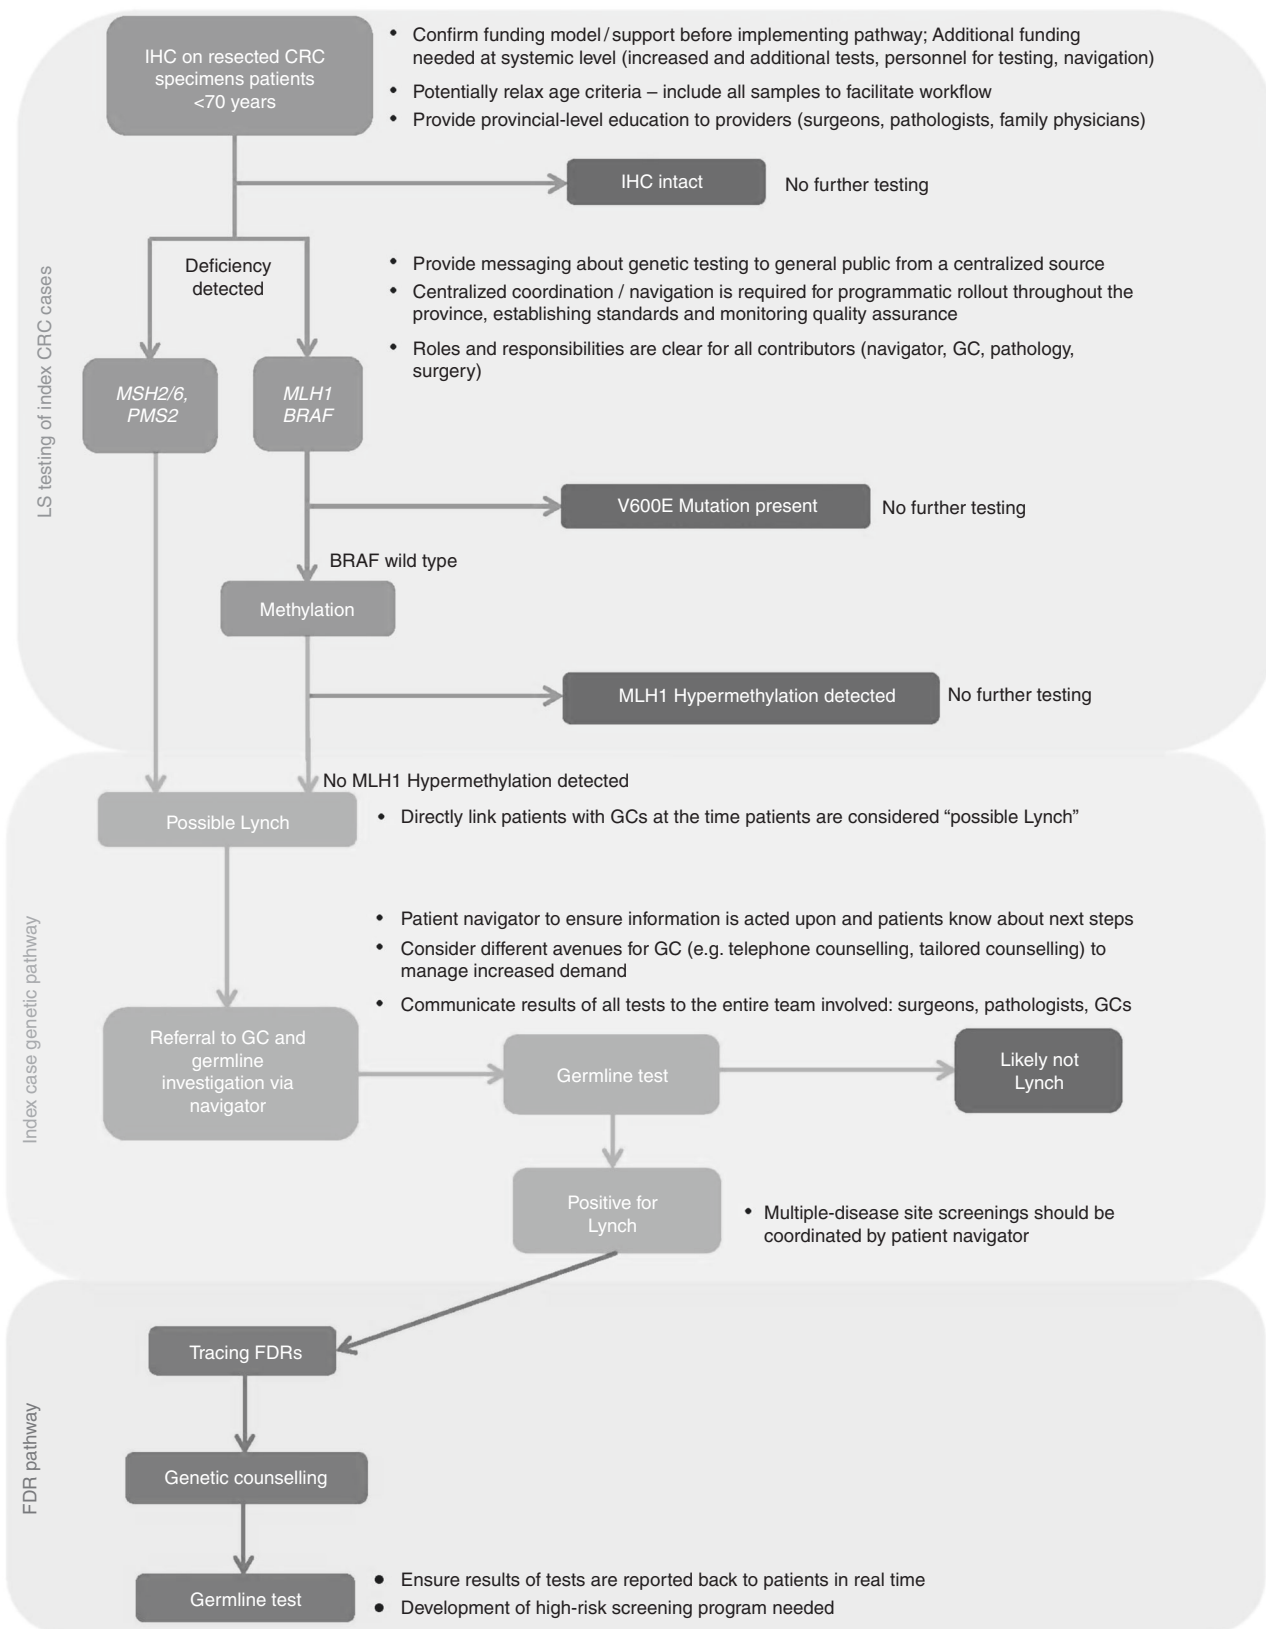 IHC on resected CRC
specimens patients
<70 years
• Confirm funding model/support before implementing pathway; Additional funding
needed at systemic level (increased and additional tests, personnel for testing, navigation)
• Potentially relax age criteria – include all samples to facilitate workflow
• Provide provincial-level education to providers (surgeons, pathologists, family physicians)
IHC intact
No further testing
LS testing of index CRC cases
Deficiency
detected
• Provide messaging about genetic testing to general public from a centralized source
• Centralized coordination / navigation is required for programmatic rollout throughout the
province, establishing standards and monitoring quality assurance
• Roles and responsibilities are clear for all contributors (navigator, GC, pathology,
surgery)
MSH2/6,
PMS2
MLH1
BRAF
V600E Mutation present
No further testing
BRAF wild type
Methylation
MLH1 Hypermethylation detected
No further testing
No MLH1 Hypermethylation detected
Possible Lynch
• Directly link patients with GCs at the time patients are considered “possible Lynch”
Index case genetic pathway
• Patient navigator to ensure information is acted upon and patients know about next steps
• Consider different avenues for GC (e.g. telephone counselling, tailored counselling) to
manage increased demand
• Communicate results of all tests to the entire team involved: surgeons, pathologists, GCs
Referral to GC and
germline
investigation via
navigator
Germline test
Likely not
Lynch
Positive for
Lynch
• Multiple-disease site screenings should be
coordinated by patient navigator
FDR pathway
Tracing FDRs
Genetic counselling
Germline test
• Ensure results of tests are reported back to patients in real time
• Development of high-risk screening program needed